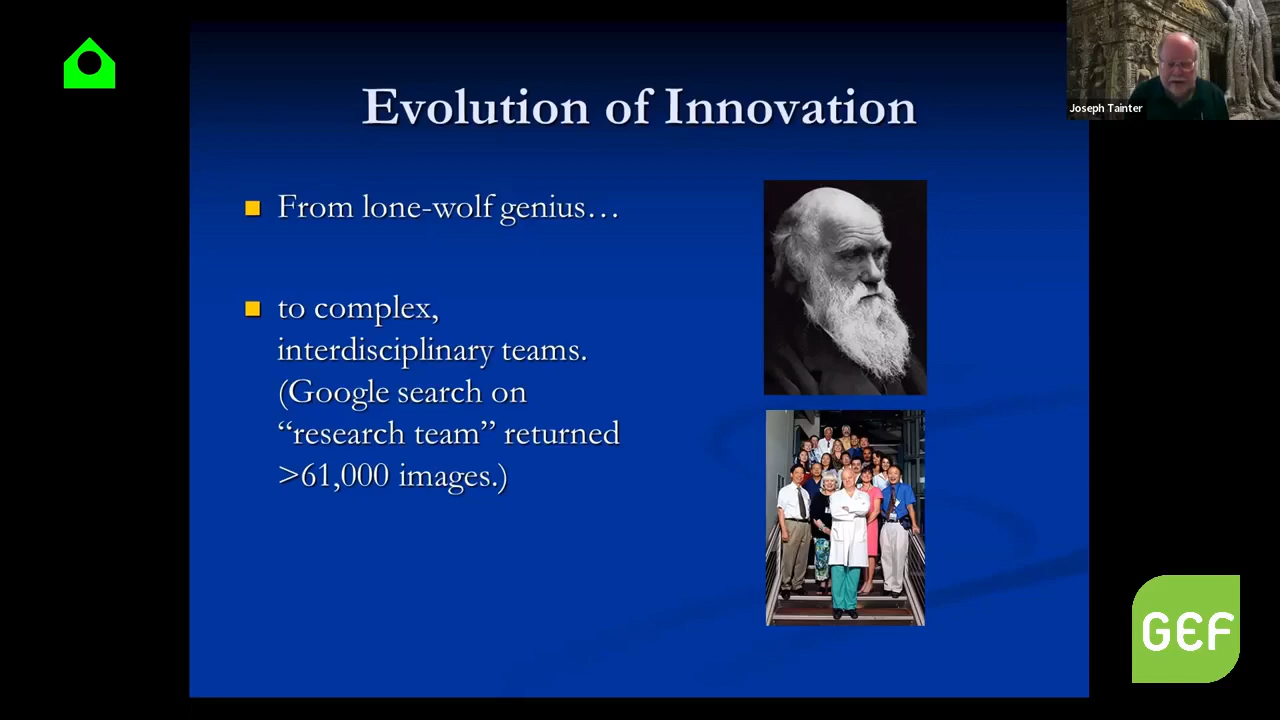 Evolution of Innovation
Joseph Tainter
From lone-wolf genius…
to complex,
interdisciplinary teams.
(Google search on
“research team” returned
>61,000 images.)
GEF